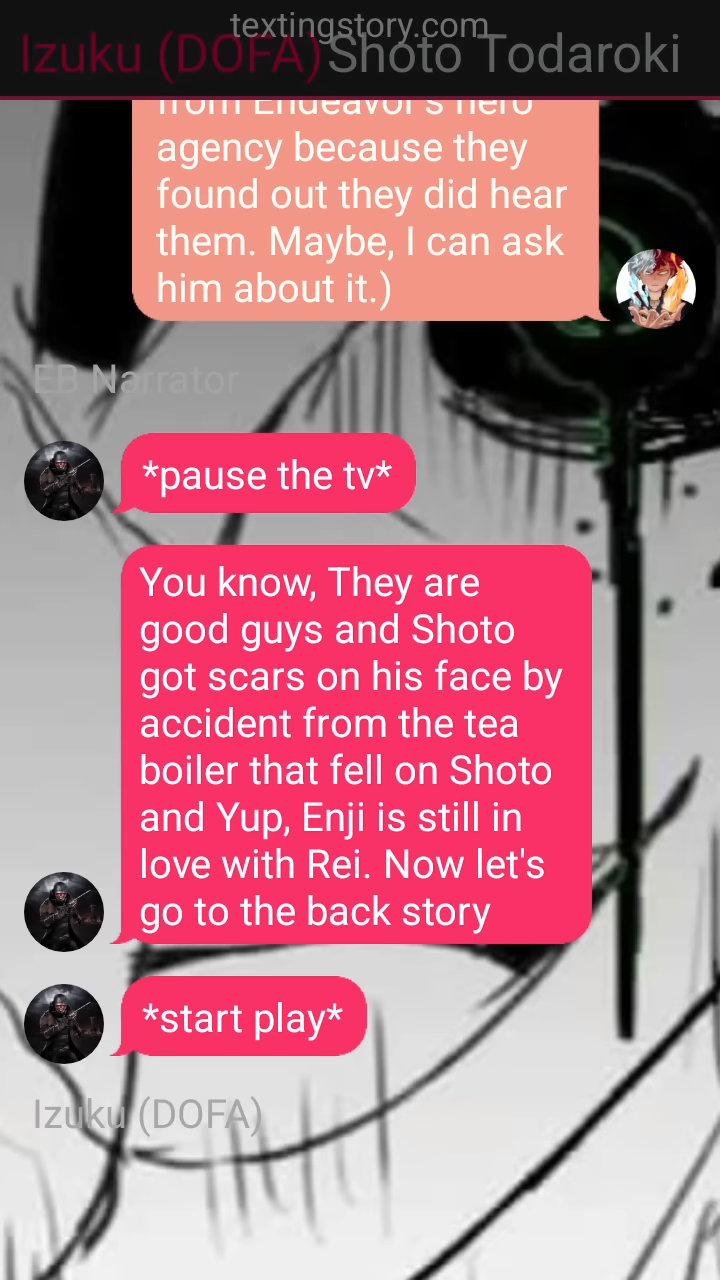 textingstory.com
Izuku (DOFA) Shoto Todaroki
from Endeavor's hero
agency because they
found out they did hear
them. Maybe, I can ask
him about it.)
EB Narrator
*pause the tv*
You know, They are
good guys and Shoto
got scars on his face by
accident from the tea
boiler that fell on Shoto
and Yup, Enji is still in
love with Rei. Now let's
go to the back story
*start play*
Izuku (DOFA)